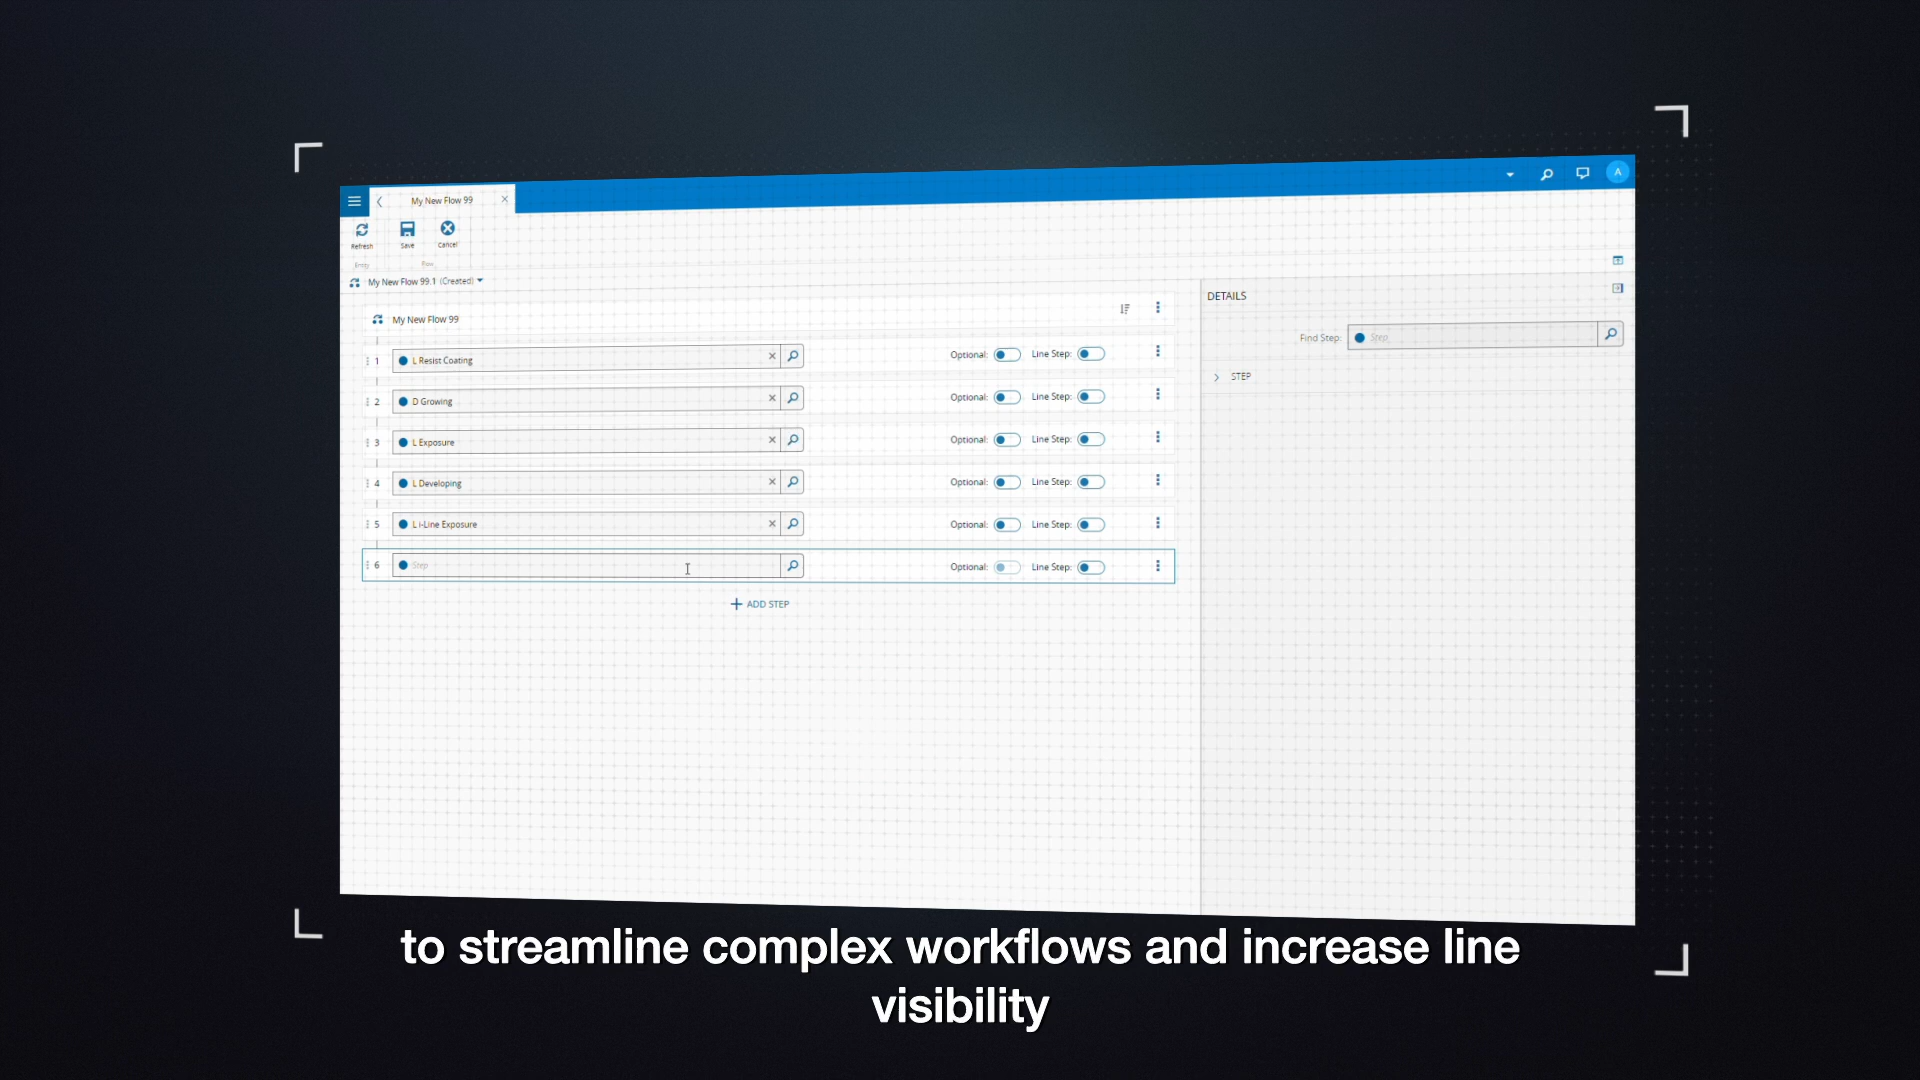 My New Flow 99
A
Refresh
Save
Cancel
Entity
Flow
My New Flow 99.1 (Created)
My New Flow 99
DETAILS
Find Step: Step
STEP
1 L Resist Coating Optional: Line Step:
2 D Growing Optional: Line Step:
3 L Exposure Optional: Line Step:
4 L Developing Optional: Line Step:
5 L i-Line Exposure Optional: Line Step:
6 Step Optional: Line Step:
ADD STEP
to streamline complex workflows and increase line
visibility